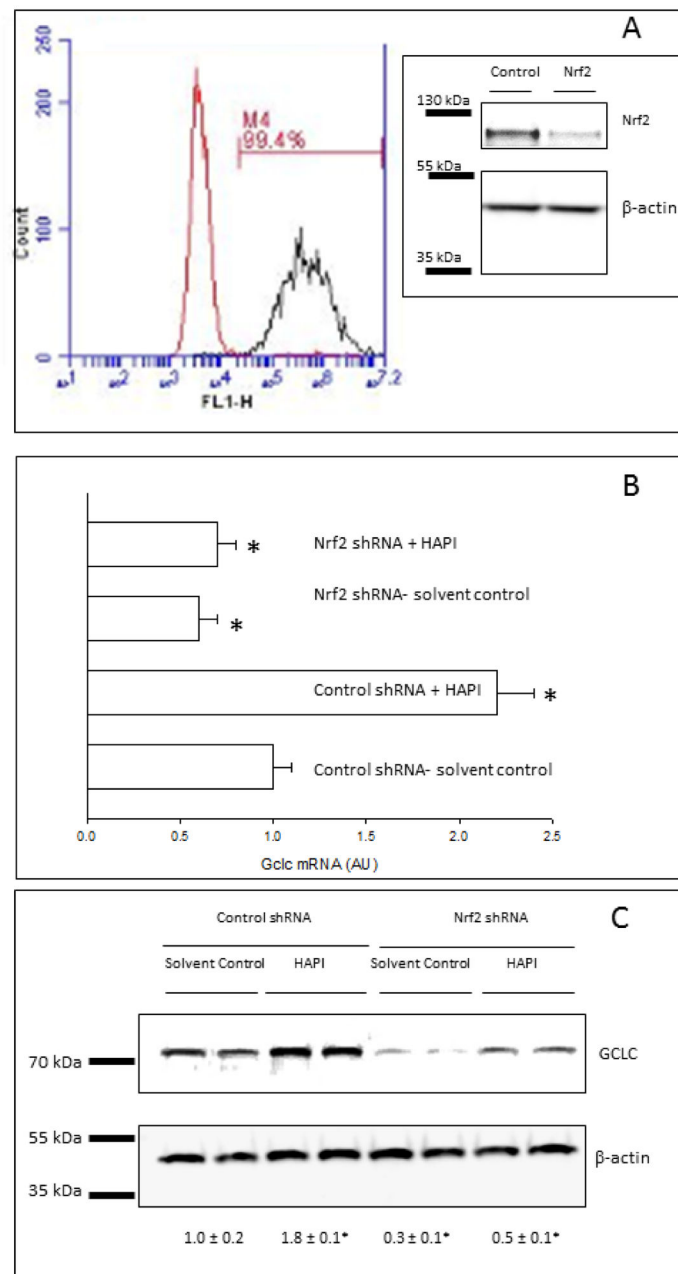 A
250
200
100
0
Count
M4
99.4%
FL1-H
Control Nrf2
130 kDa
Nrf2
55 kDa
β-actin
35 kDa
B
Nrf2 shRNA + HAPI
*
Nrf2 shRNA- solvent control
*
Control shRNA + HAPI
*
Control shRNA- solvent control
0.0 0.5 1.0 1.5 2.0 2.5
Gclc mRNA (AU)
C
Control shRNA Nrf2 shRNA
Solvent Control HAPI Solvent Control HAPI
GCLC
70 kDa
55 kDa
β-actin
35 kDa
1.0 ± 0.2 1.8 ± 0.1* 0.3 ± 0.1* 0.5 ± 0.1*